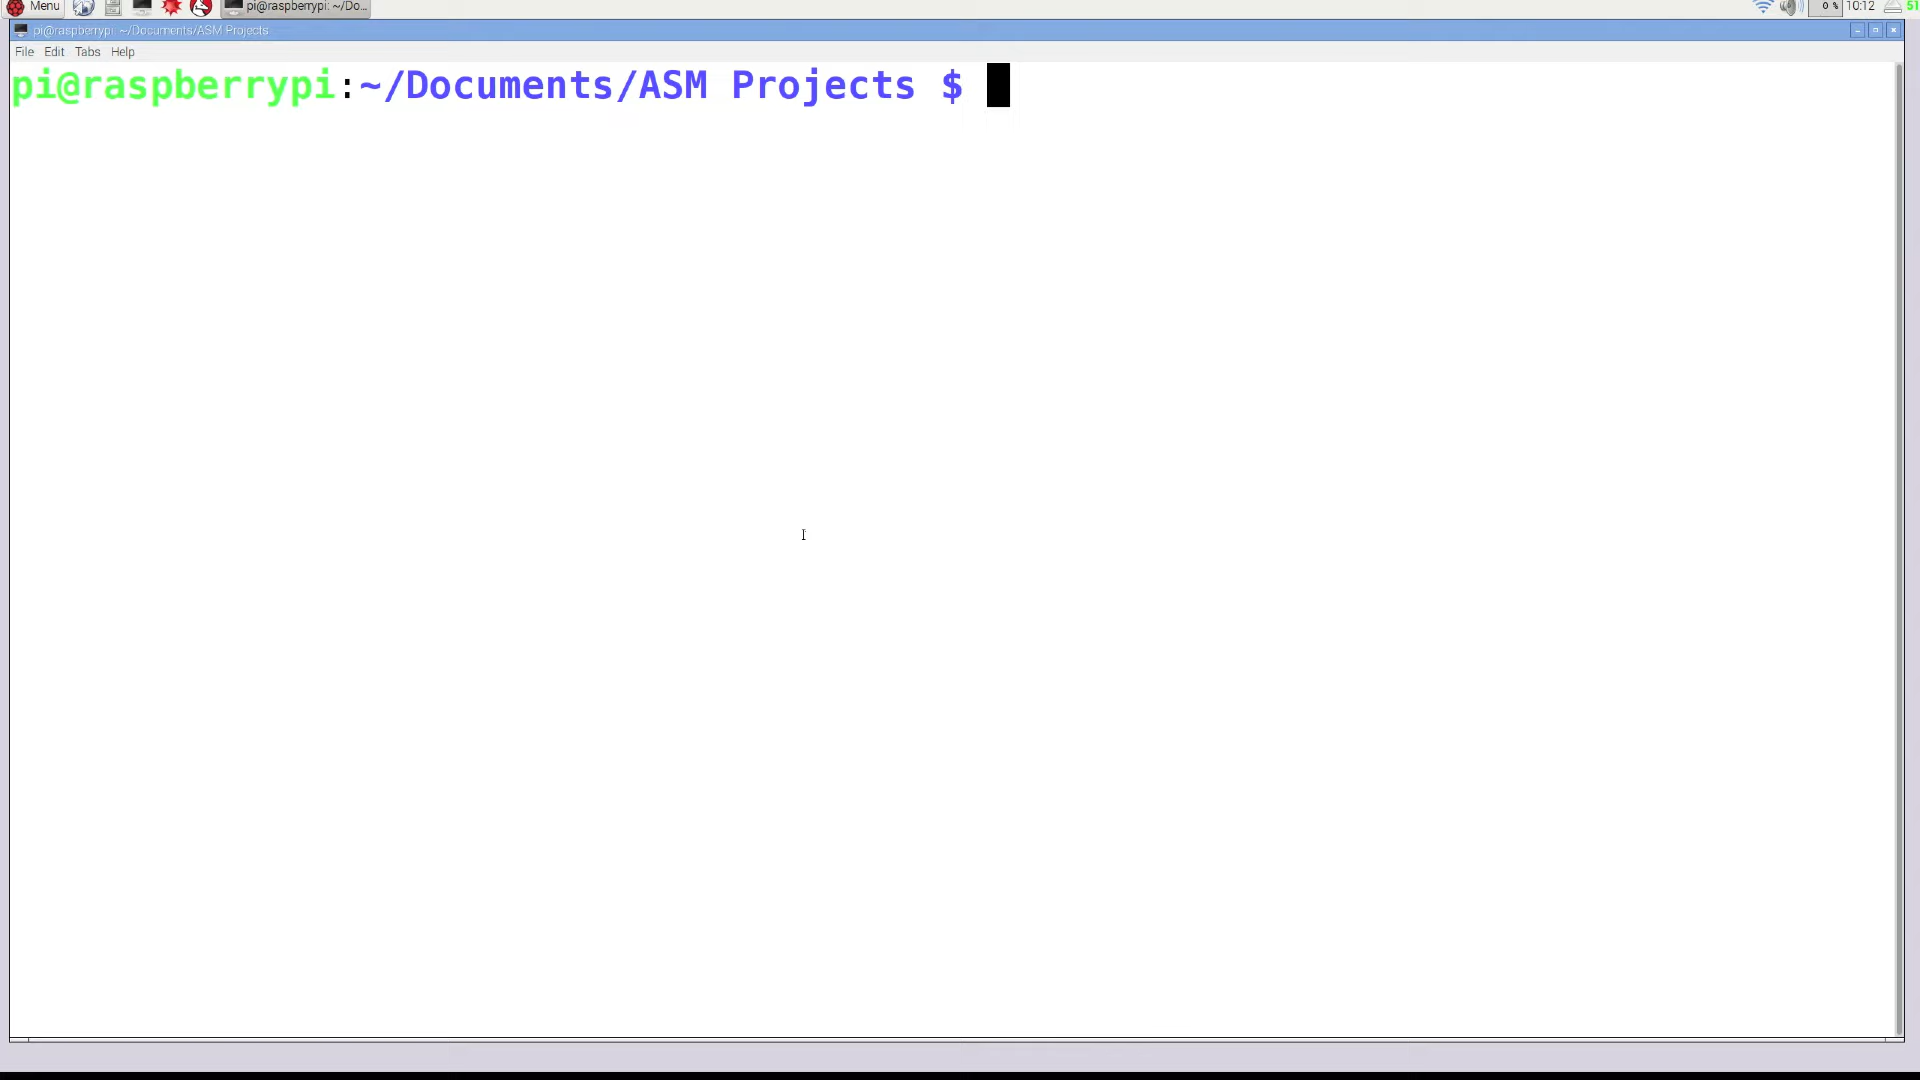 Menu
pi@raspberrypi: ~/Do...
0 %
10:12
51
pi@raspberrypi: ~/Documents/ASM Projects
File Edit Tabs Help
pi@raspberrypi:~/Documents/ASM Projects $